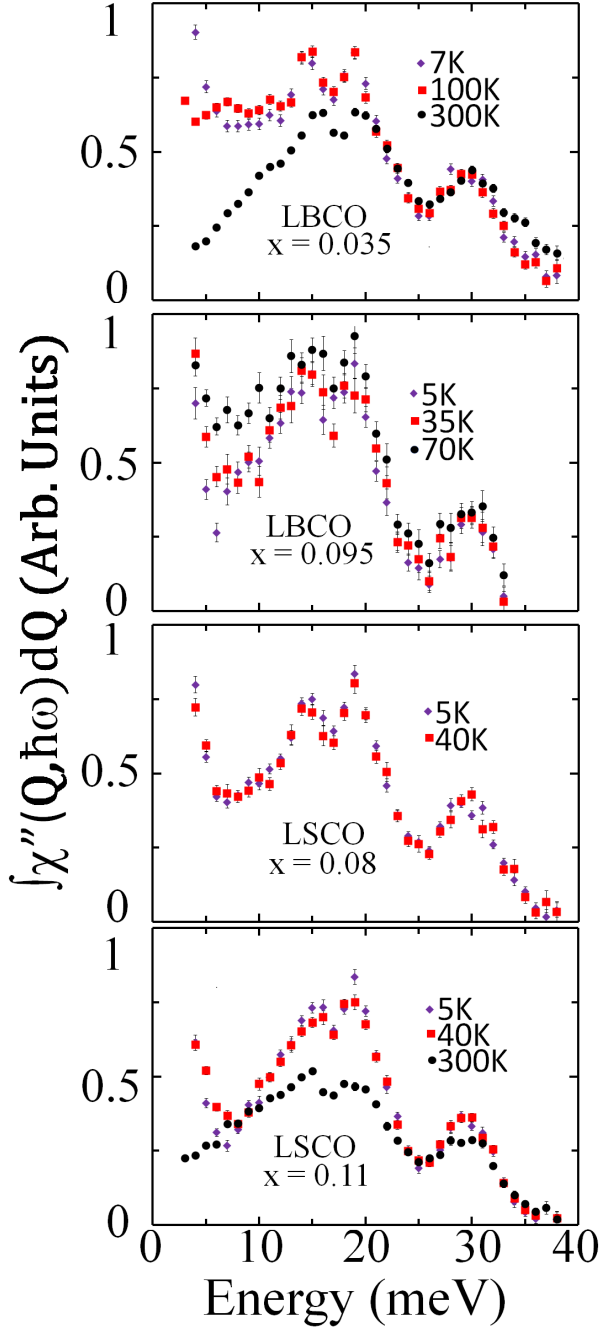 ∫χ″(Q,ħω)dQ (Arb. Units)
1
0.5
0
7K
100K
300K
LBCO
x = 0.035
1
0.5
0
5K
35K
70K
LBCO
x = 0.095
1
0.5
0
5K
40K
LSCO
x = 0.08
1
0.5
0
5K
40K
300K
LSCO
x = 0.11
0 10 20 30 40
Energy (meV)